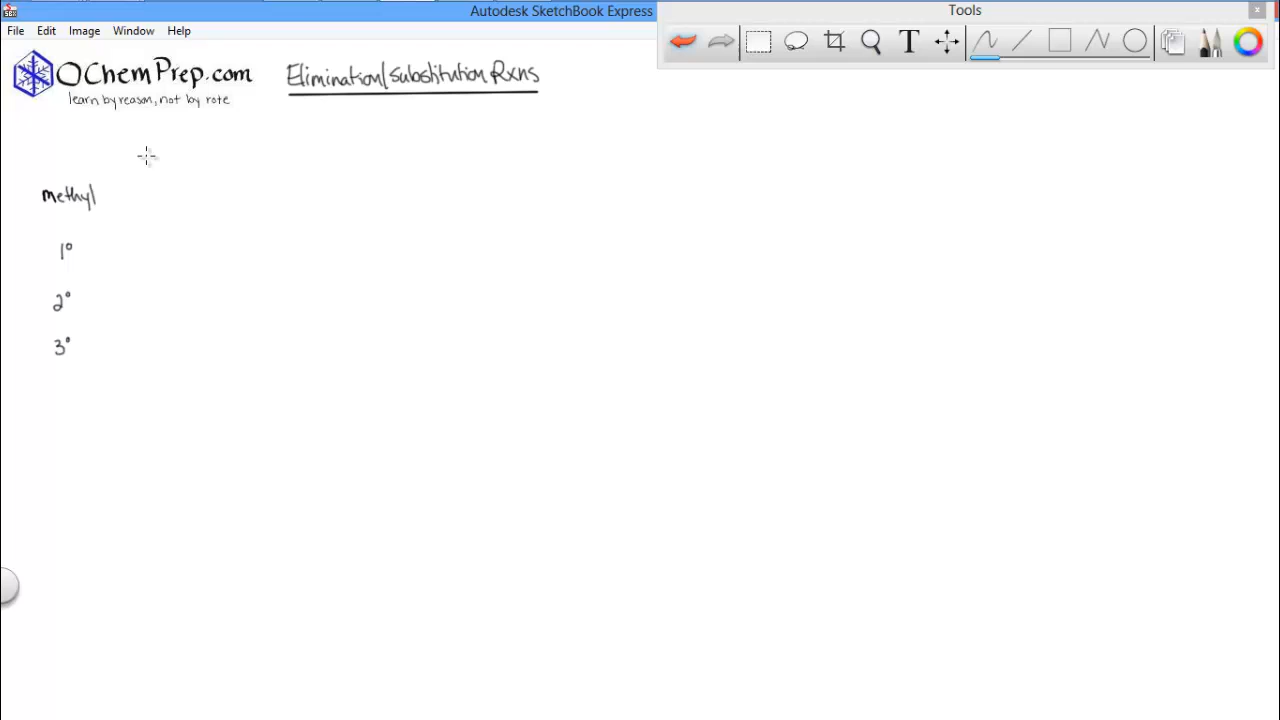 Autodesk SketchBook Express
Tools
File Edit Image Window Help
T
OChemPrep.com
learn by reason, not by rote
Elimination/Substitution Rxns
methyl
1°
2°
3°